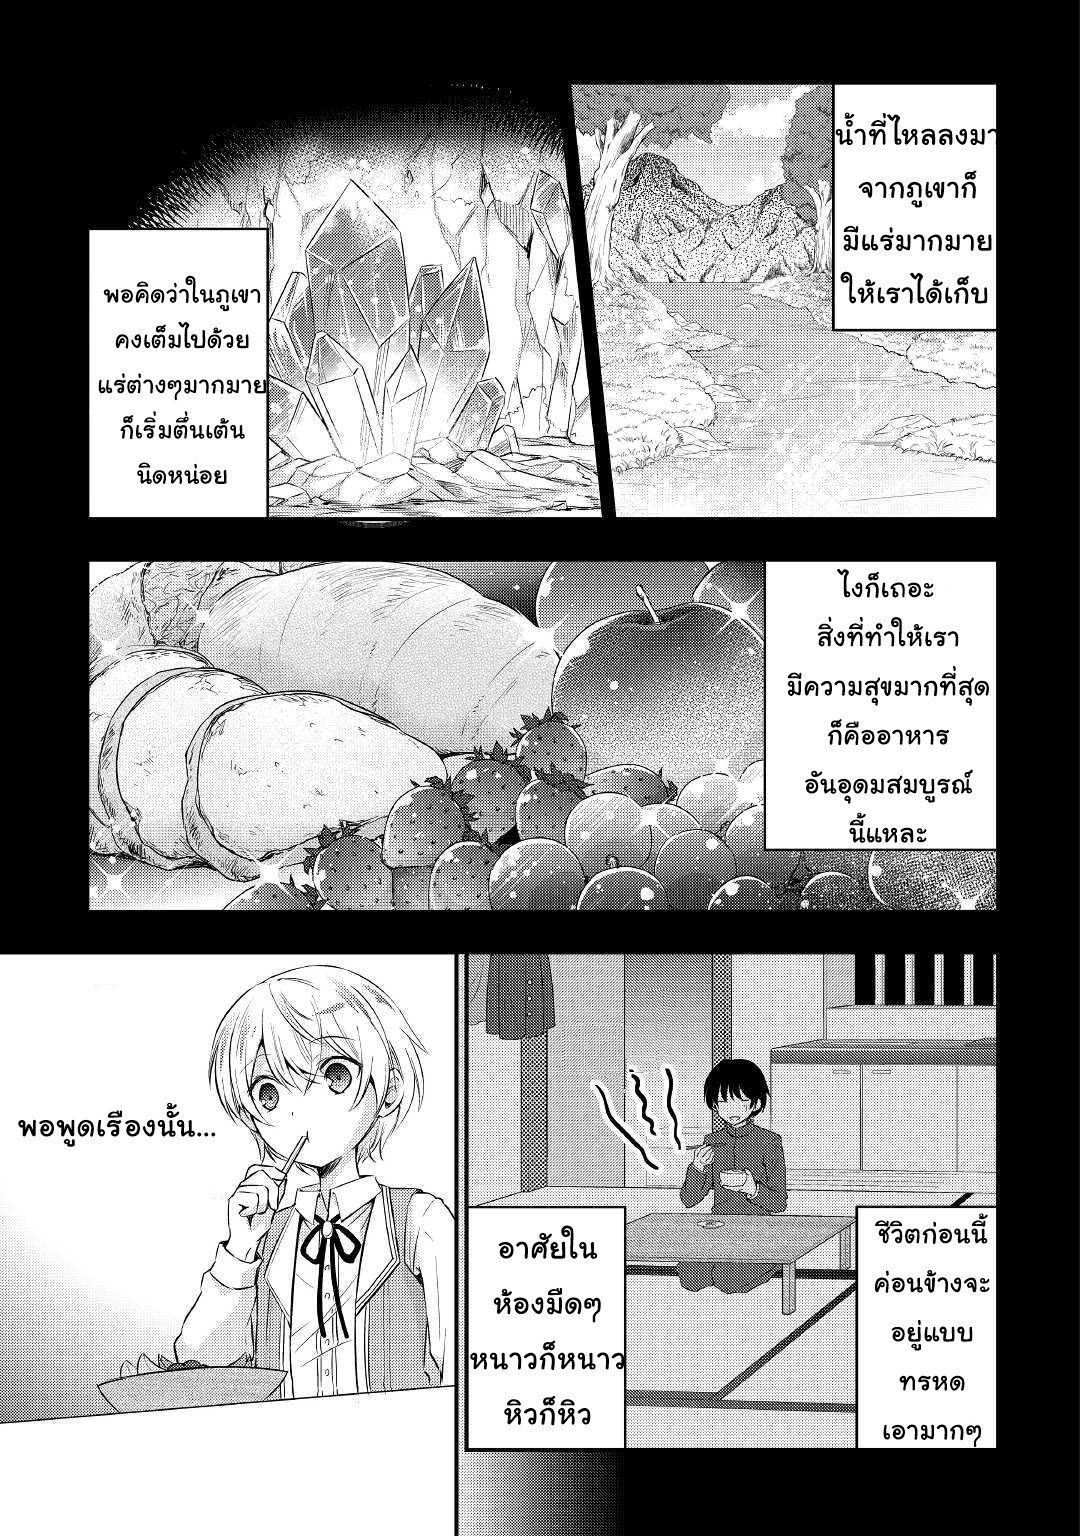 น้ำที่ไหลลงมา
จากภูเขาก็
มีแร่มากมาย
ให้เราได้เก็บ
พอคิดว่าในภูเขา
คงเต็มไปด้วย
แร่ต่างๆมากมาย
ก็เริ่มตื่นเต้น
นิดหน่อย
ไงก็เถอะ
สิ่งที่ทำให้เรา
มีความสุขมากที่สุด
ก็คืออาหาร
อันอุดมสมบูรณ์
นี้แหละ
ชีวิตก่อนนี้
ค่อนข้างจะ
อยู่แบบ
ทรหด
เอามากๆ
อาศัยใน
ห้องมืดๆ
หนาวก็หนาว
หิวก็หิว
พอพูดเรืองนั้น...